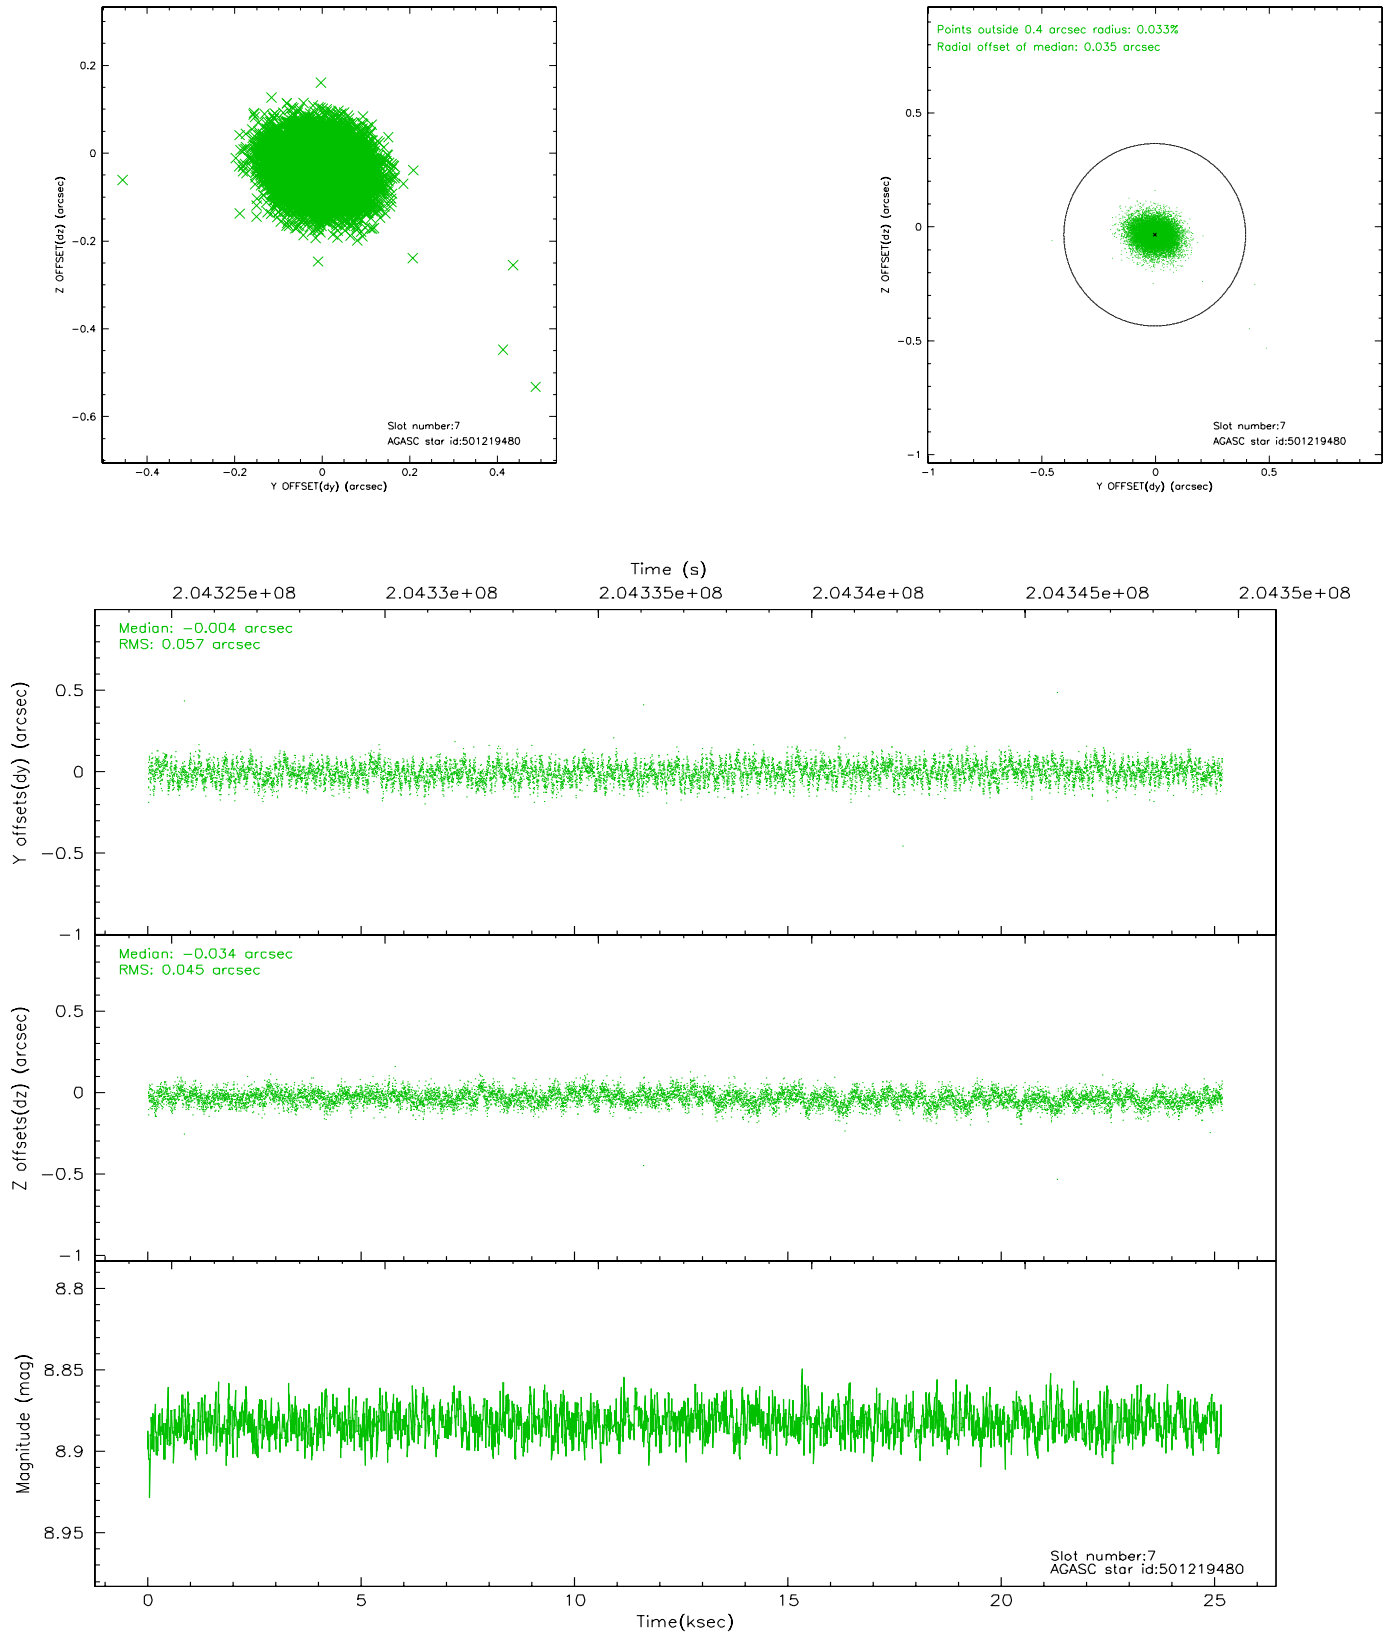 0.2
0
−0.2
−0.4
−0.6
Z OFFSET(dz) (arcsec)
Slot number:7
AGASC star id:501219480
−0.4 −0.2 0 0.2 0.4
Y OFFSET(dy) (arcsec)
Points outside 0.4 arcsec radius: 0.033%
Radial offset of median: 0.035 arcsec
0.5
0
−0.5
−1
Z OFFSET(dz) (arcsec)
Slot number:7
AGASC star id:501219480
−1 −0.5 0 0.5
Y OFFSET(dy) (arcsec)
Time (s)
2.04325e+08 2.0433e+08 2.04335e+08 2.0434e+08 2.04345e+08 2.0435e+08
Median: −0.004 arcsec
RMS: 0.057 arcsec
0.5
0
−0.5
−1
Y offsets(dy) (arcsec)
Median: −0.034 arcsec
RMS: 0.045 arcsec
0.5
0
−0.5
−1
Z offsets(dz) (arcsec)
8.8
8.85
8.9
8.95
Magnitude (mag)
Slot number:7
AGASC star id:501219480
0 5 10 15 20 25
Time(ksec)